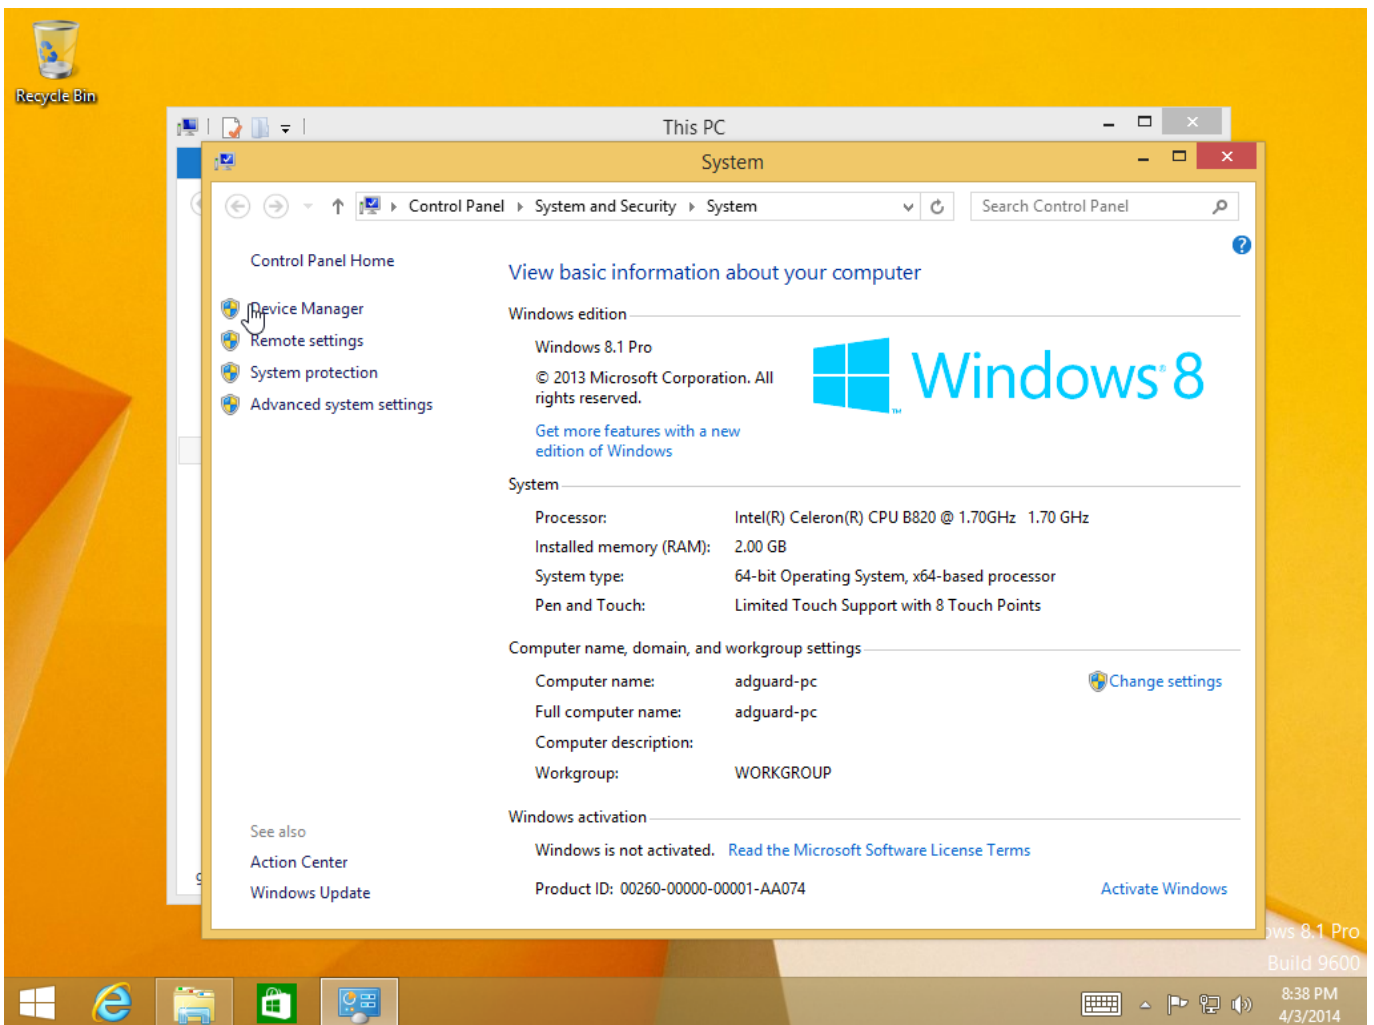 Recycle Bin
This PC
System
Control Panel System and Security System
Search Control Panel
Control Panel Home
Device Manager
Remote settings
System protection
Advanced system settings
See also
Action Center
Windows Update
View basic information about your computer
Windows edition
Windows 8.1 Pro
© 2013 Microsoft Corporation. All
rights reserved.
Get more features with a new
edition of Windows
Windows 8
System
Processor: Intel(R) Celeron(R) CPU B820 @ 1.70GHz 1.70 GHz
Installed memory (RAM): 2.00 GB
System type: 64-bit Operating System, x64-based processor
Pen and Touch: Limited Touch Support with 8 Touch Points
Computer name, domain, and workgroup settings
Computer name: adguard-pc
Change settings
Full computer name: adguard-pc
Computer description:
Workgroup: WORKGROUP
Windows activation
Windows is not activated. Read the Microsoft Software License Terms
Product ID: 00260-00000-00001-AA074
Activate Windows
8.1 Pro
Build 9600
8:38 PM
4/3/2014